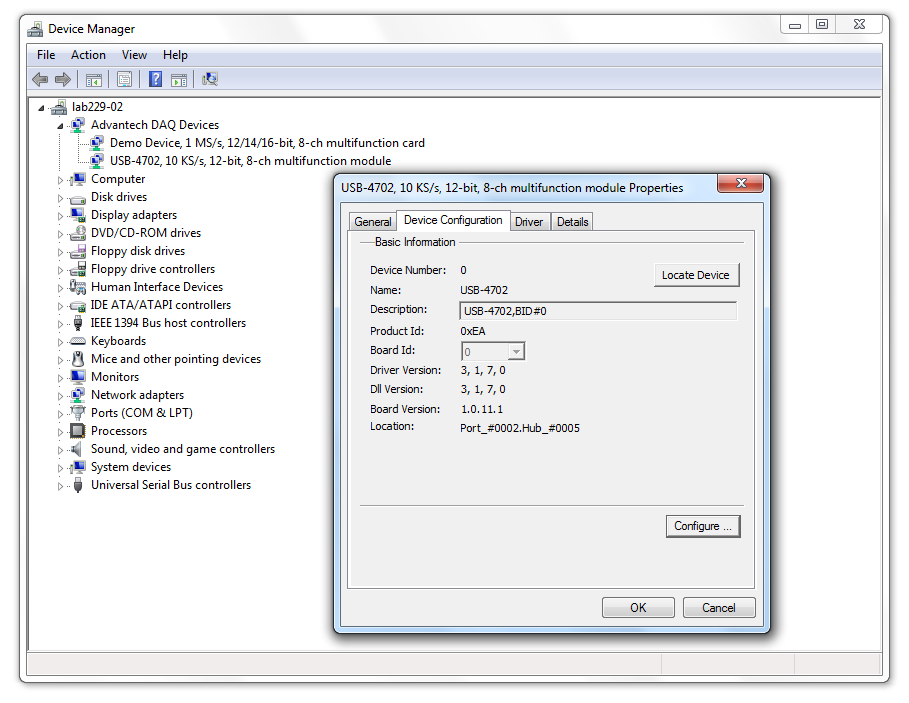 Device Manager
File Action View Help
lab229-02
Advantech DAQ Devices
Demo Device, 1 MS/s, 12/14/16-bit, 8-ch multifunction card
USB-4702, 10 KS/s, 12-bit, 8-ch multifunction module
Computer
Disk drives
Display adapters
DVD/CD-ROM drives
Floppy disk drives
Floppy drive controllers
Human Interface Devices
IDE ATA/ATAPI controllers
IEEE 1394 Bus host controllers
Keyboards
Mice and other pointing devices
Monitors
Network adapters
Ports (COM & LPT)
Processors
Sound, video and game controllers
System devices
Universal Serial Bus controllers
USB-4702, 10 KS/s, 12-bit, 8-ch multifunction module Properties
General Device Configuration Driver Details
Basic Information
Device Number: 0
Locate Device
Name: USB-4702
Description: USB-4702,BID#0
Product Id: 0xEA
Board Id: 0
Driver Version: 3, 1, 7, 0
Dll Version: 3, 1, 7, 0
Board Version: 1.0.11.1
Location: Port_#0002.Hub_#0005
Configure ...
OK Cancel